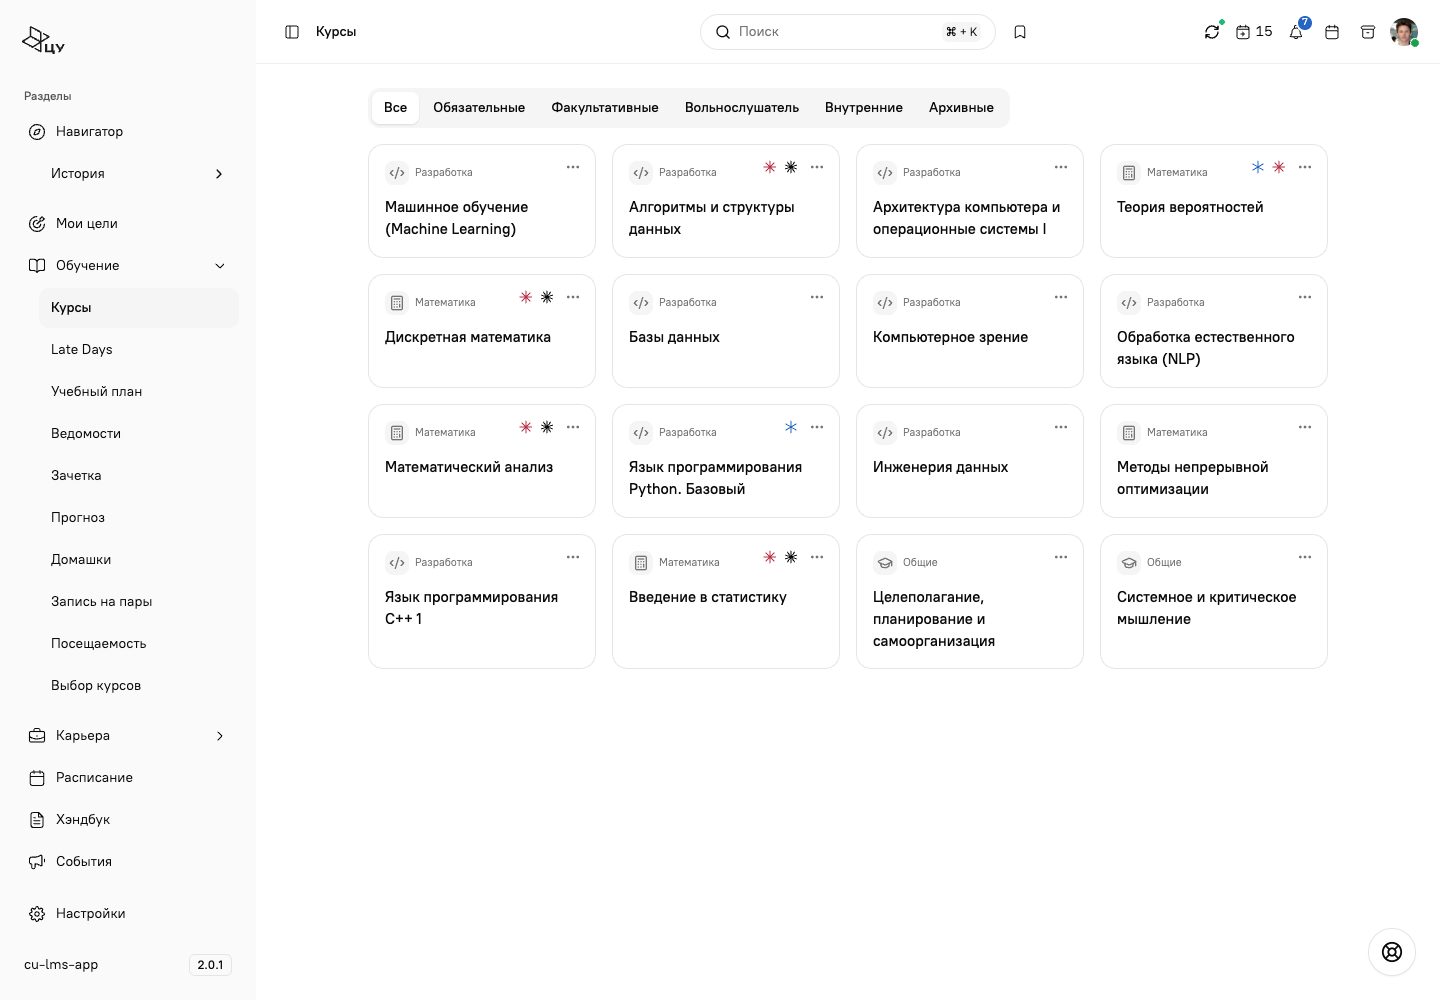 ЦУ
Курсы
Поиск
⌘ + K
15
7
Разделы
Навигатор
История
Мои цели
Обучение
Курсы
Late Days
Учебный план
Ведомости
Зачетка
Прогноз
Домашки
Запись на пары
Посещаемость
Выбор курсов
Карьера
Расписание
Хэндбук
События
Настройки
cu-lms-app
2.0.1
Все
Обязательные
Факультативные
Вольнослушатель
Внутренние
Архивные
Разработка
Машинное обучение
(Machine Learning)
Разработка
Алгоритмы и структуры
данных
Разработка
Архитектура компьютера и
операционные системы I
Математика
Теория вероятностей
Математика
Дискретная математика
Разработка
Базы данных
Разработка
Компьютерное зрение
Разработка
Обработка естественного
языка (NLP)
Математика
Математический анализ
Разработка
Язык программирования
Python. Базовый
Разработка
Инженерия данных
Математика
Методы непрерывной
оптимизации
Разработка
Язык программирования
C++ 1
Математика
Введение в статистику
Общие
Целеполагание,
планирование и
самоорганизация
Общие
Системное и критическое
мышление